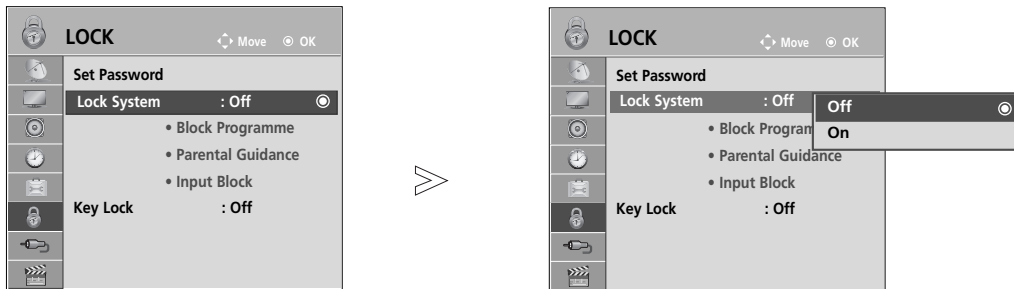 LOCK
Move OK
Set Password
Lock System : Off
• Block Programme
• Parental Guidance
• Input Block
Key Lock : Off
LOCK
Move OK
Set Password
Lock System : Off
Off
On
• Block Program
• Parental Guidance
• Input Block
Key Lock : Off